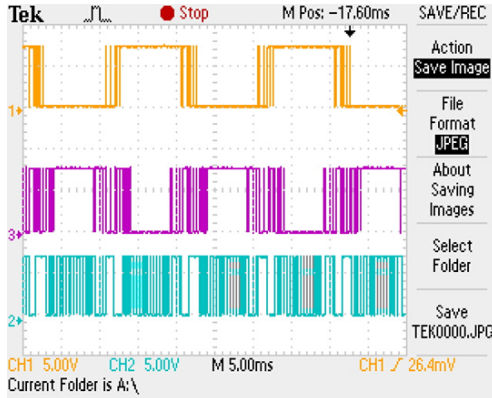 Tek Stop M Pos: -17.60ms SAVE/REC
Action
Save Image
File
Format
JPEG
About
Saving
Images
Select
Folder
Save
TEK0000.JPG
1
3
2
CH1 5.00V CH2 5.00V M 5.00ms CH1 26.4mV
Current Folder is A:\